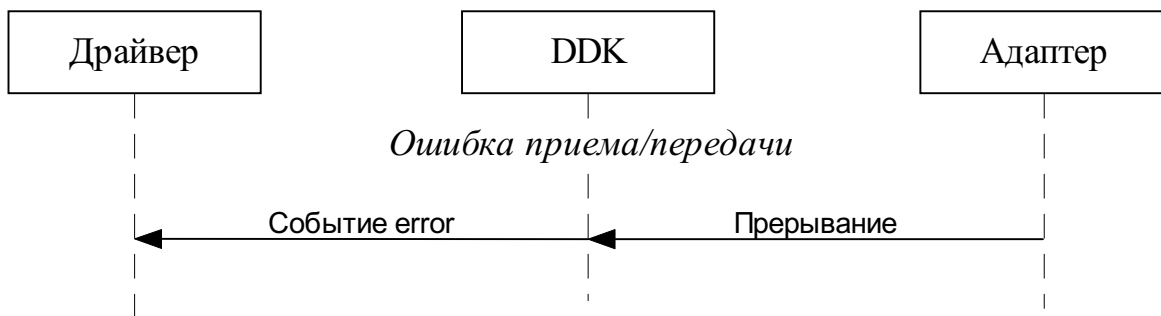 Драйвер DDK Адаптер
Ошибка приема/передачи
Событие error Прерывание